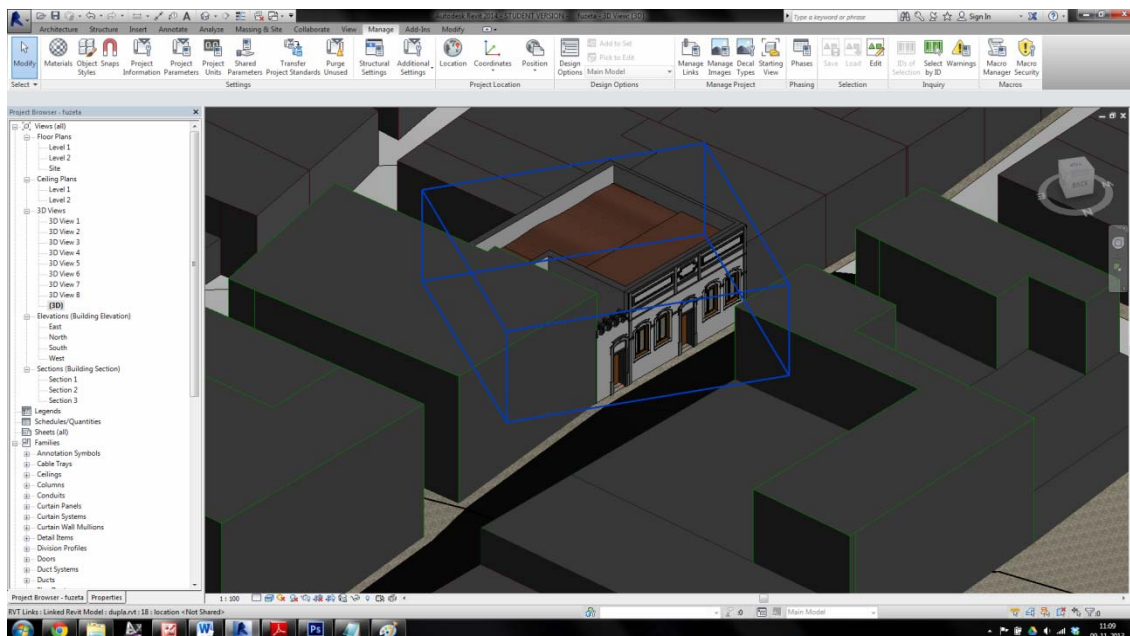 Autodesk Revit 2014 - STUDENT VERSION - fuzeta - 3D View: {3D}
Type a keyword or phrase
Sign In
Architecture Structure Insert Annotate Analyze Massing & Site Collaborate View Manage Add-Ins Modify
Modify Materials Object Styles Snaps Project Information Project Parameters Project Units Shared Parameters Transfer Project Standards Purge Unused Structural Settings Additional Settings Location Coordinates Position Design Options Add to Set Pick to Edit Main Model Manage Links Manage Images Decal Types Starting View Phases Save Load Edit IDs of Selection Select by ID Warnings Macro Manager Macro Security
Select Settings Project Location Design Options Manage Project Phasing Selection Inquiry Macros
Project Browser - fuzeta
Views (all)
Floor Plans
Level 1
Level 2
Site
Ceiling Plans
Level 1
Level 2
3D Views
3D View 1
3D View 2
3D View 3
3D View 4
3D View 5
3D View 6
3D View 7
3D View 8
{3D}
Elevations (Building Elevation)
East
North
South
West
Sections (Building Section)
Section 1
Section 2
Section 3
Legends
Schedules/Quantities
Sheets (all)
Families
Annotation Symbols
Cable Trays
Ceilings
Columns
Conduits
Curtain Panels
Curtain Systems
Curtain Wall Mullions
Detail Items
Division Profiles
Doors
Duct Systems
Ducts
BACK
Project Browser - fuzeta Properties
1 : 100
RVT Links : Linked Revit Model : dupla.rvt : 18 : location <Not Shared>
:0
Main Model
:0
11:09
09-11-2013